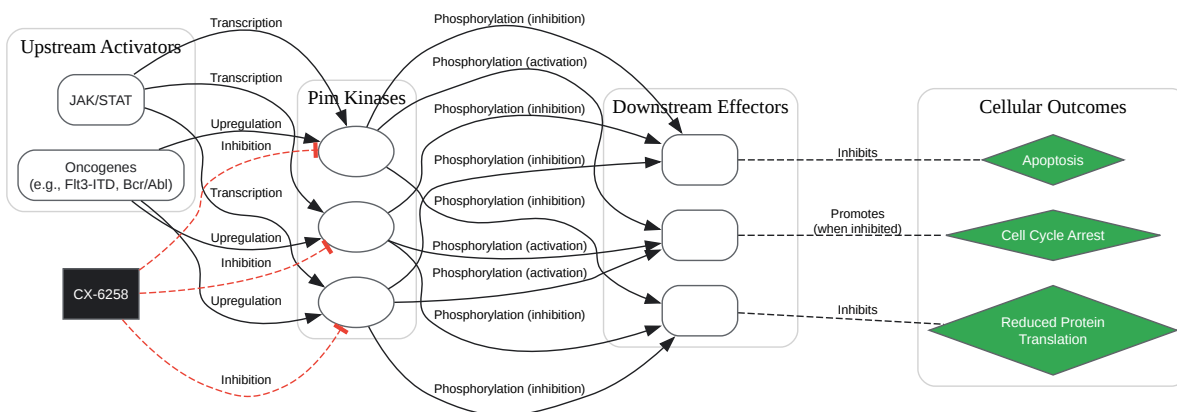 Upstream Activators
JAK/STAT
Oncogenes
(e.g., Flt3-ITD, Bcr/Abl)
CX-6258
Transcription
Transcription
Upregulation
Inhibition
Transcription
Upregulation
Inhibition
Upregulation
Inhibition
Pim Kinases
Phosphorylation (inhibition)
Phosphorylation (activation)
Phosphorylation (inhibition)
Phosphorylation (inhibition)
Phosphorylation (inhibition)
Phosphorylation (activation)
Phosphorylation (activation)
Phosphorylation (inhibition)
Phosphorylation (inhibition)
Downstream Effectors
Inhibits
Promotes
(when inhibited)
Inhibits
Cellular Outcomes
Apoptosis
Cell Cycle Arrest
Reduced Protein
Translation